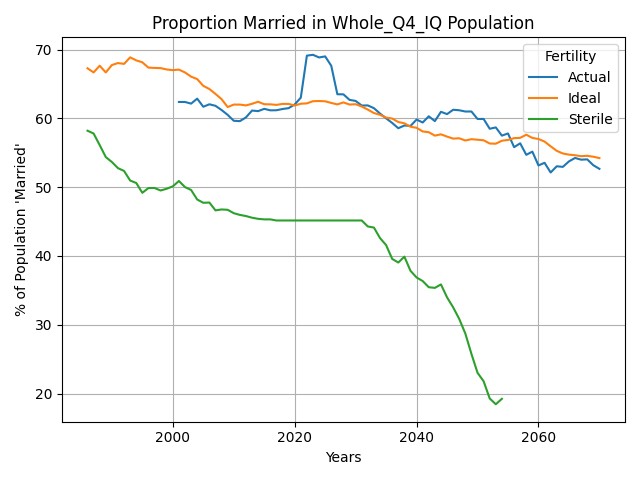 Proportion Married in Whole_Q4_IQ Population
% of Population 'Married'
70
60
50
40
30
20
2000
2020
2040
2060
Years
Fertility
Actual
Ideal
Sterile